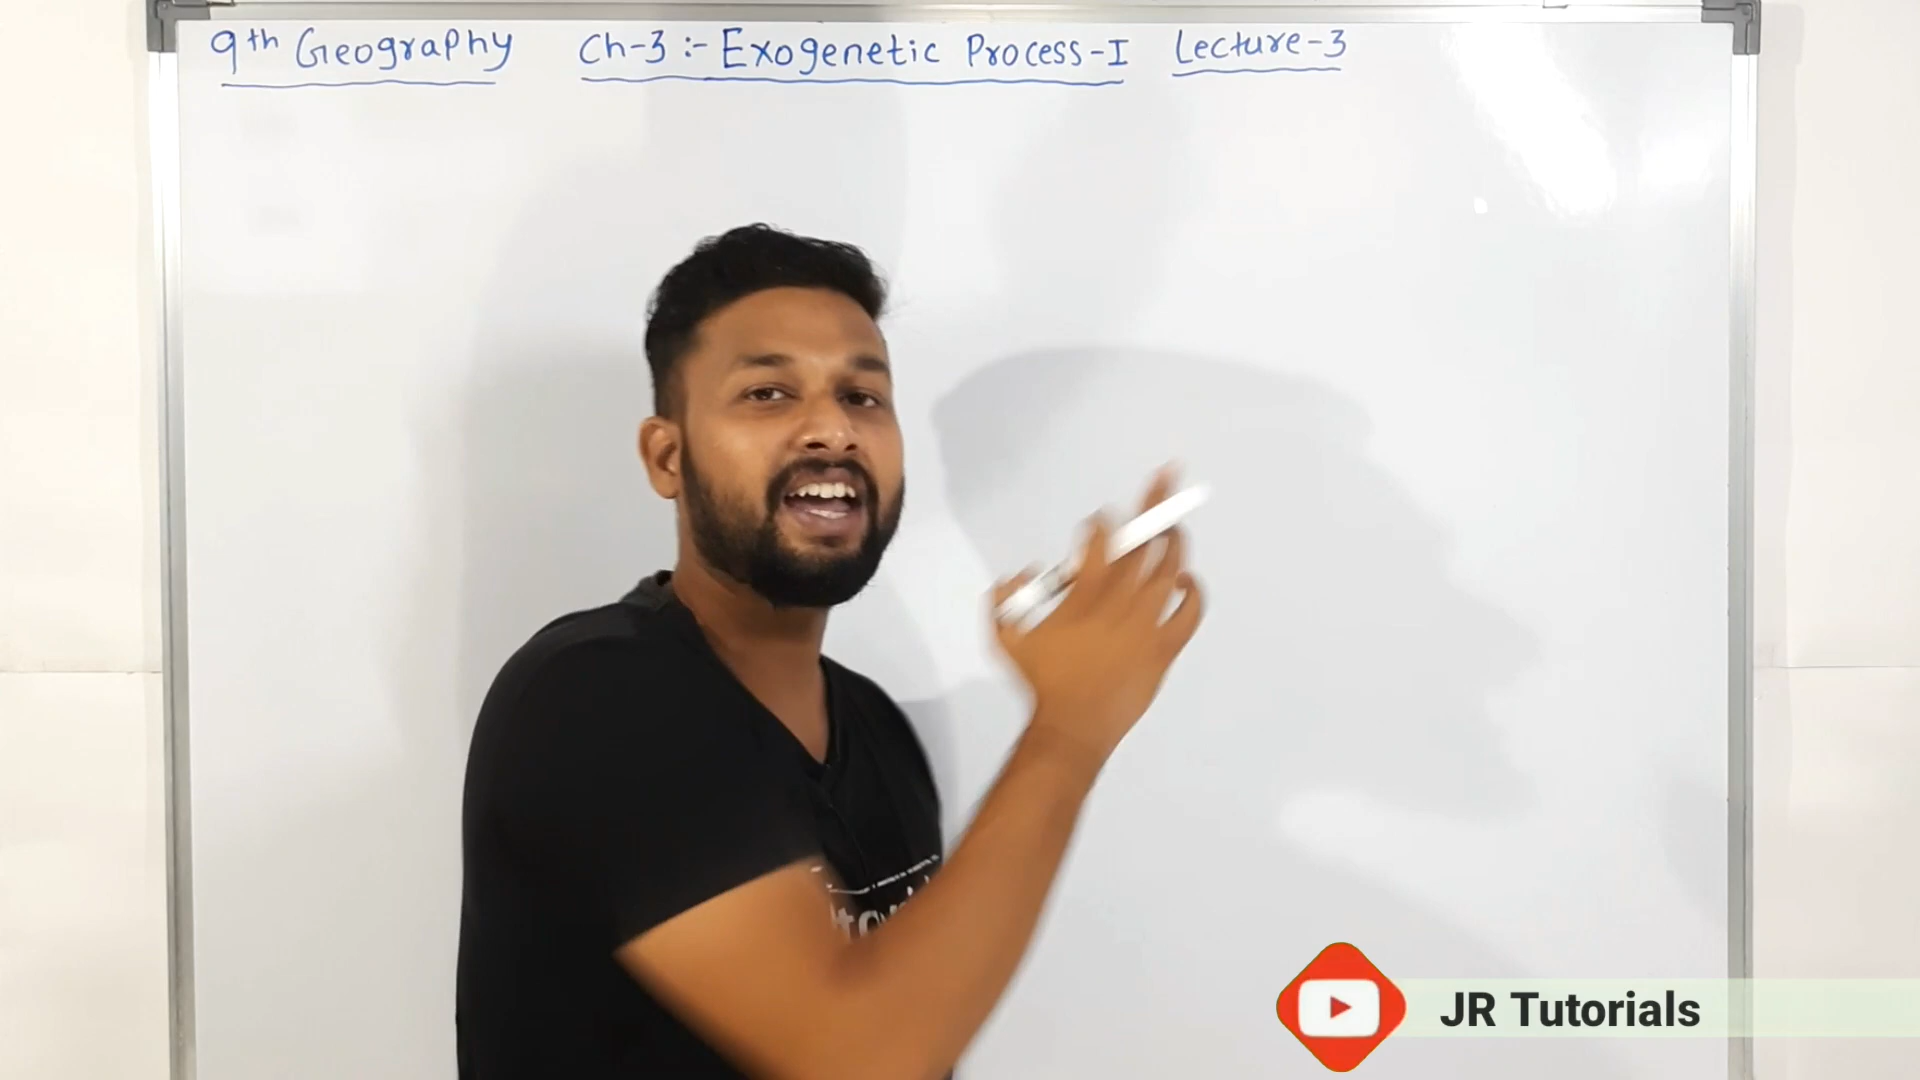 9th Geography Ch-3 :- Exogenetic Process-I Lecture-3
JR Tutorials